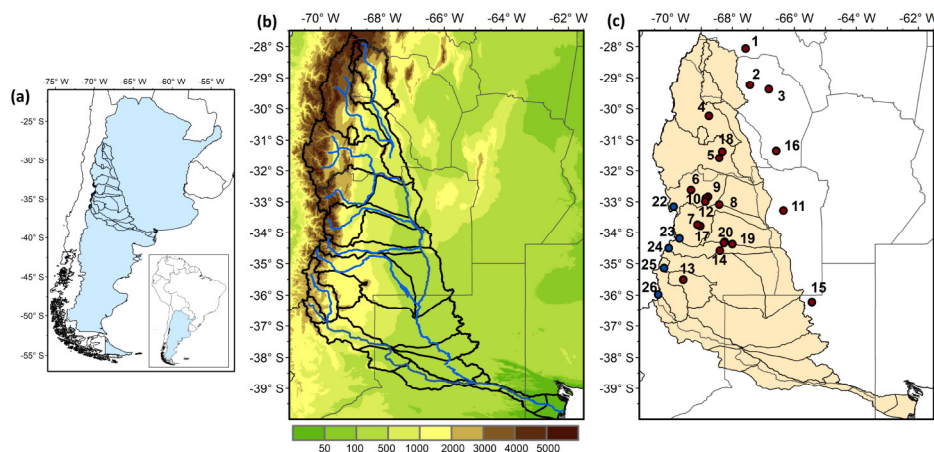 (a)
75° W 70° W 65° W 60° W 55° W
25° S
30° S
35° S
40° S
45° S
50° S
55° S
(b)
70° W 68° W 66° W 64° W 62° W
28° S
29° S
30° S
31° S
32° S
33° S
34° S
35° S
36° S
37° S
38° S
39° S
50 100 500 1000 2000 3000 4000 5000
(c)
70° W 68° W 66° W 64° W 62° W
28° S
29° S
30° S
31° S
32° S
33° S
34° S
35° S
36° S
37° S
38° S
39° S
1
2
3
4
18
5
16
6
9
10
8
11
22
12
7
17
23
20
19
24
14
25
13
26
15